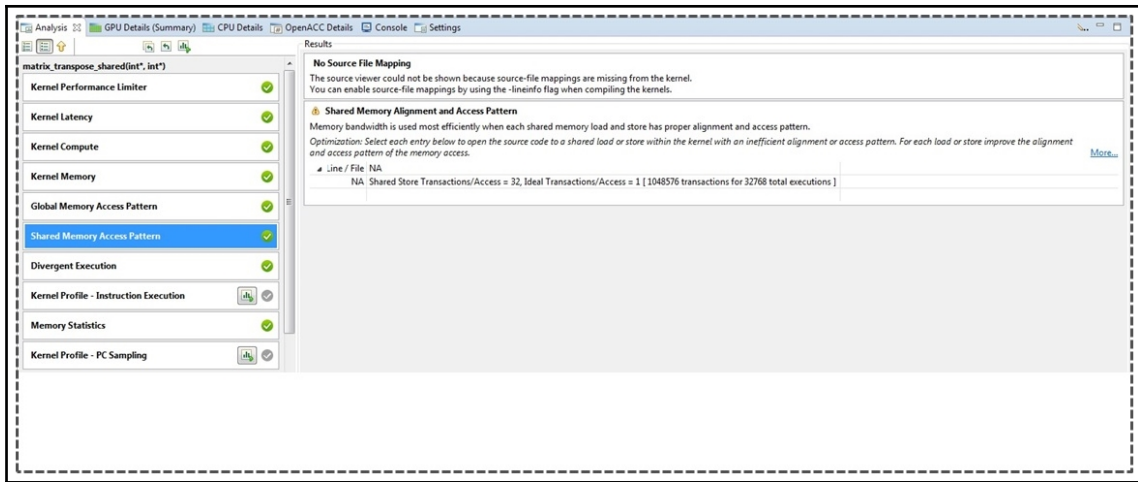 Analysis GPU Details (Summary) CPU Details OpenACC Details Console Settings
Results
matrix_transpose_shared(int*, int*)
Kernel Performance Limiter
Kernel Latency
Kernel Compute
Kernel Memory
Global Memory Access Pattern
Shared Memory Access Pattern
Divergent Execution
Kernel Profile - Instruction Execution
Memory Statistics
Kernel Profile - PC Sampling
No Source File Mapping
The source viewer could not be shown because source-file mappings are missing from the kernel.
You can enable source-file mappings by using the -lineinfo flag when compiling the kernels.
Shared Memory Alignment and Access Pattern
Memory bandwidth is used most efficiently when each shared memory load and store has proper alignment and access pattern.
Optimization: Select each entry below to open the source code to a shared load or store within the kernel with an inefficient alignment or access pattern. For each load or store improve the alignment
and access pattern of the memory access.
More...
Line / File NA
NA Shared Store Transactions/Access = 32, Ideal Transactions/Access = 1 [ 1048576 transactions for 32768 total executions ]